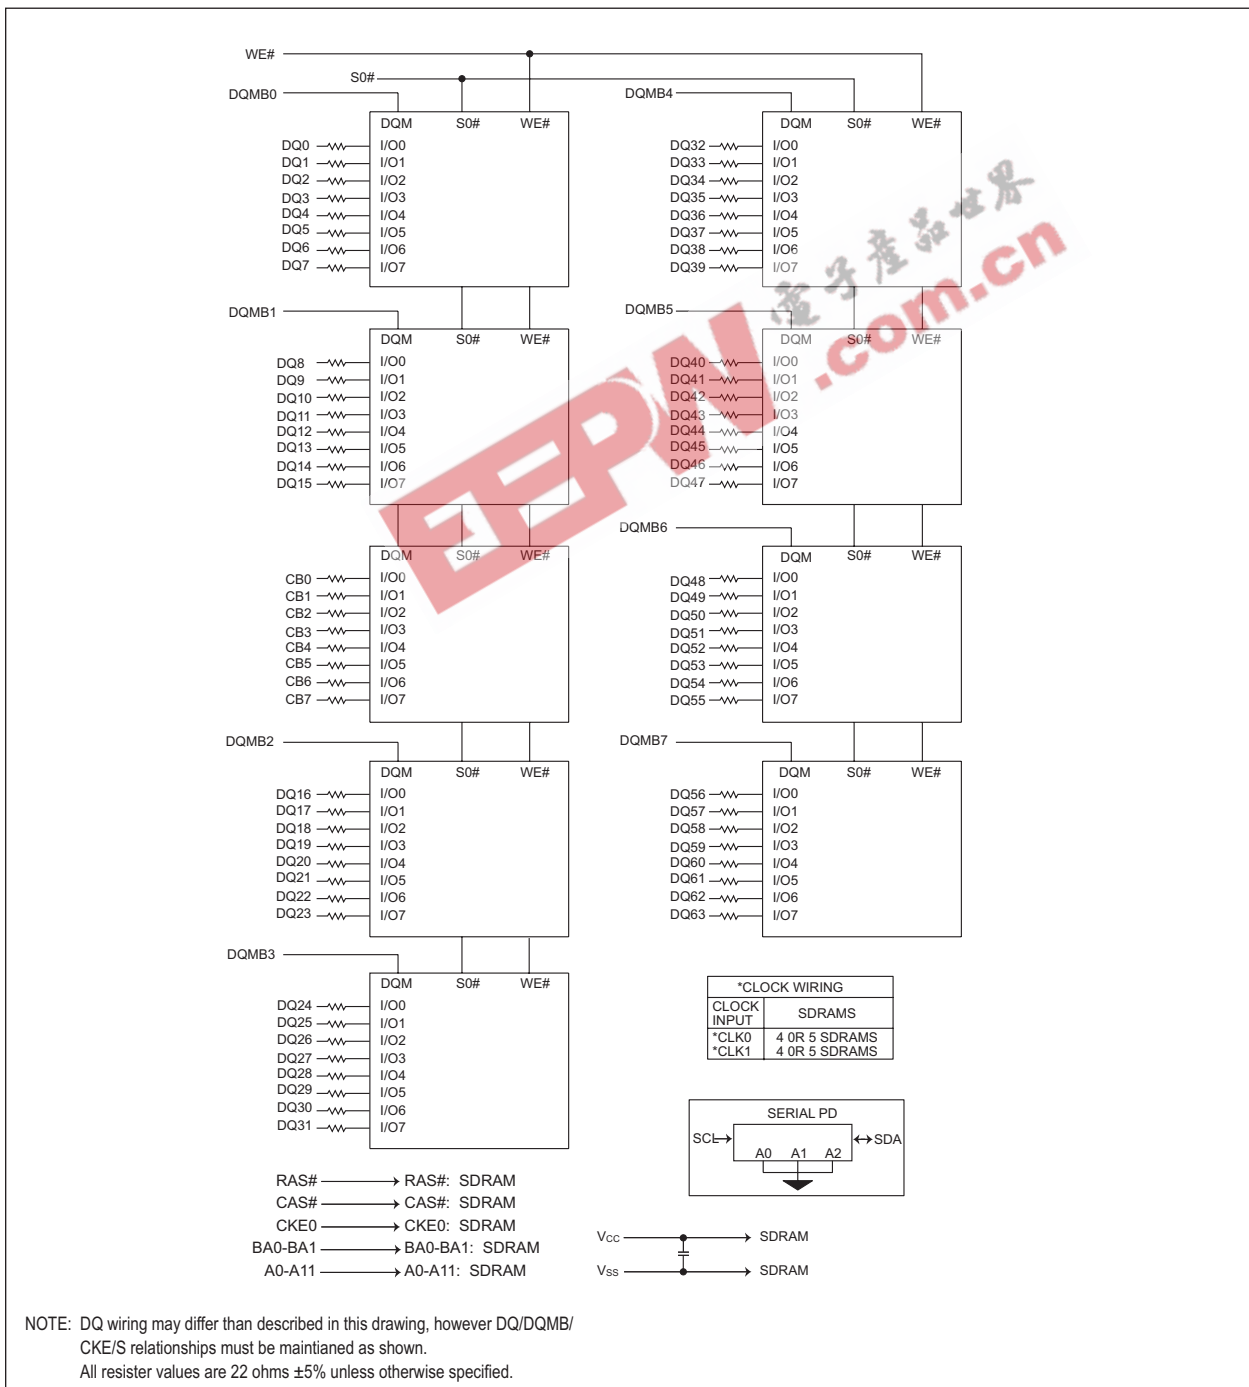 WE#
S0#
DQMB0
DQM S0# WE#
DQ0 I/O0
DQ1 I/O1
DQ2 I/O2
DQ3 I/O3
DQ4 I/O4
DQ5 I/O5
DQ6 I/O6
DQ7 I/O7
DQMB1
DQM S0# WE#
DQ8 I/O0
DQ9 I/O1
DQ10 I/O2
DQ11 I/O3
DQ12 I/O4
DQ13 I/O5
DQ14 I/O6
DQ15 I/O7
DQM S0# WE#
CB0 I/O0
CB1 I/O1
CB2 I/O2
CB3 I/O3
CB4 I/O4
CB5 I/O5
CB6 I/O6
CB7 I/O7
DQMB2
DQM S0# WE#
DQ16 I/O0
DQ17 I/O1
DQ18 I/O2
DQ19 I/O3
DQ20 I/O4
DQ21 I/O5
DQ22 I/O6
DQ23 I/O7
DQMB3
DQM S0# WE#
DQ24 I/O0
DQ25 I/O1
DQ26 I/O2
DQ27 I/O3
DQ28 I/O4
DQ29 I/O5
DQ30 I/O6
DQ31 I/O7
DQMB4
DQM S0# WE#
DQ32 I/O0
DQ33 I/O1
DQ34 I/O2
DQ35 I/O3
DQ36 I/O4
DQ37 I/O5
DQ38 I/O6
DQ39 I/O7
DQMB5
DQM S0# WE#
DQ40 I/O0
DQ41 I/O1
DQ42 I/O2
DQ43 I/O3
DQ44 I/O4
DQ45 I/O5
DQ46 I/O6
DQ47 I/O7
DQMB6
DQM S0# WE#
DQ48 I/O0
DQ49 I/O1
DQ50 I/O2
DQ51 I/O3
DQ52 I/O4
DQ53 I/O5
DQ54 I/O6
DQ55 I/O7
DQMB7
DQM S0# WE#
DQ56 I/O0
DQ57 I/O1
DQ58 I/O2
DQ59 I/O3
DQ60 I/O4
DQ61 I/O5
DQ62 I/O6
DQ63 I/O7
電子產品世界
EEPW.com.cn
*CLOCK WIRING
CLOCK INPUT SDRAMS
*CLK0 4 0R 5 SDRAMS
*CLK1 4 0R 5 SDRAMS
SERIAL PD
SCL SDA
A0 A1 A2
RAS# RAS#: SDRAM
CAS# CAS#: SDRAM
CKE0 CKE0: SDRAM
BA0-BA1 BA0-BA1: SDRAM
A0-A11 A0-A11: SDRAM
Vcc SDRAM
Vss SDRAM
NOTE: DQ wiring may differ than described in this drawing, however DQ/DQMB/
CKE/S relationships must be maintianed as shown.
All resister values are 22 ohms ±5% unless otherwise specified.